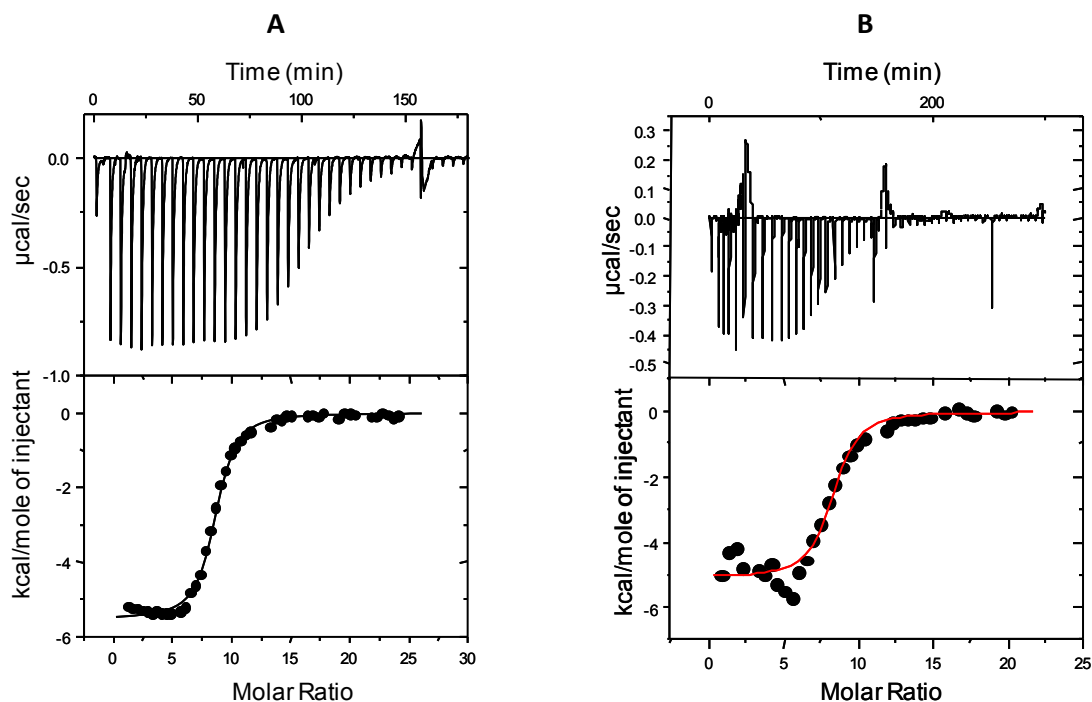 A
Time (min)
0 50 100 150
0.0
-0.5
-1.0
µcal/sec
0
-2
-4
-6
kcal/mole of injectant
0 5 10 15 20 25 30
Molar Ratio
B
Time (min)
0 200
0.3
0.2
0.1
0.0
-0.1
-0.2
-0.3
-0.4
-0.5
µcal/sec
0
-2
-4
-6
kcal/mole of injectant
0 5 10 15 20 25
Molar Ratio